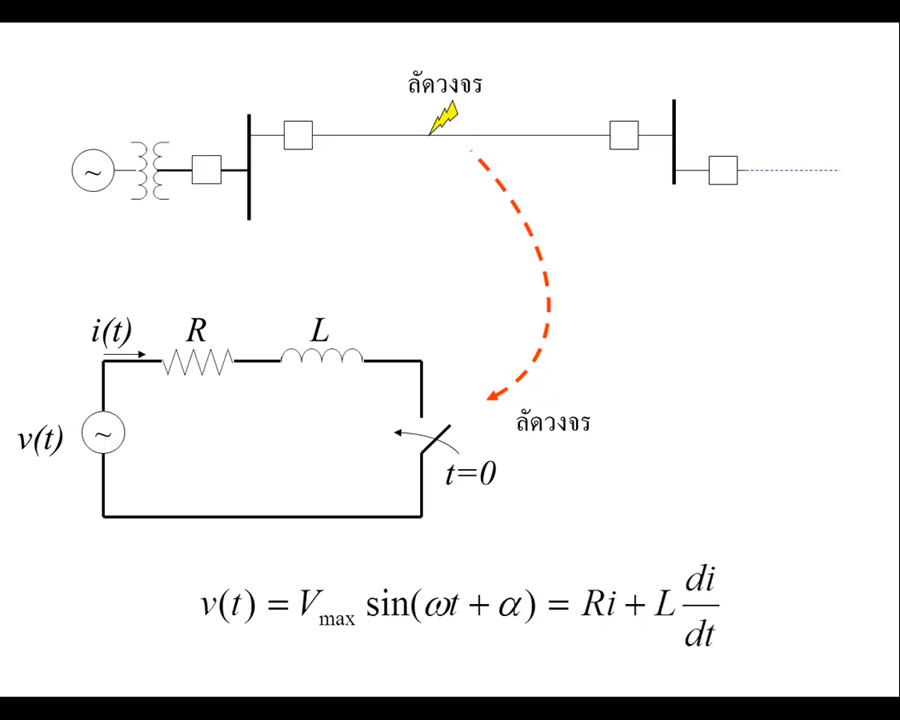 ลัดวงจร
~
i(t) R L
v(t) ~
ลัดวงจร
t=0
v(t) = V_max sin(ωt + α) = Ri + L di/dt